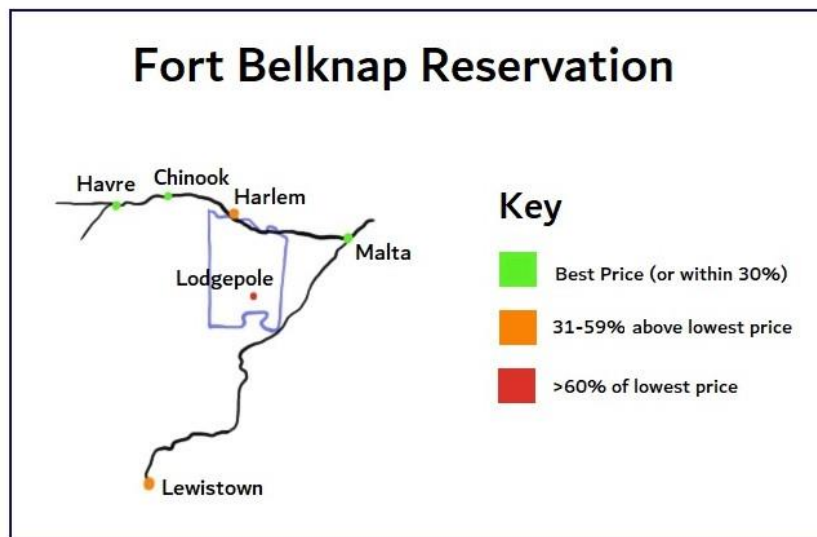 Fort Belknap Reservation
Havre
Chinook
Harlem
Malta
Lodgepole
Lewistown
Key
Best Price (or within 30%)
31-59% above lowest price
>60% of lowest price